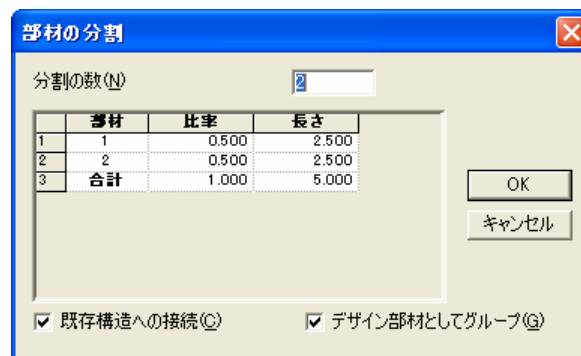 部材の分割
分割の数(N) 2
部材 比率 長さ
1 1 0.500 2.500
2 2 0.500 2.500
3 合計 1.000 5.000
OK
キャンセル
既存構造への接続(C) デザイン部材としてグループ(G)